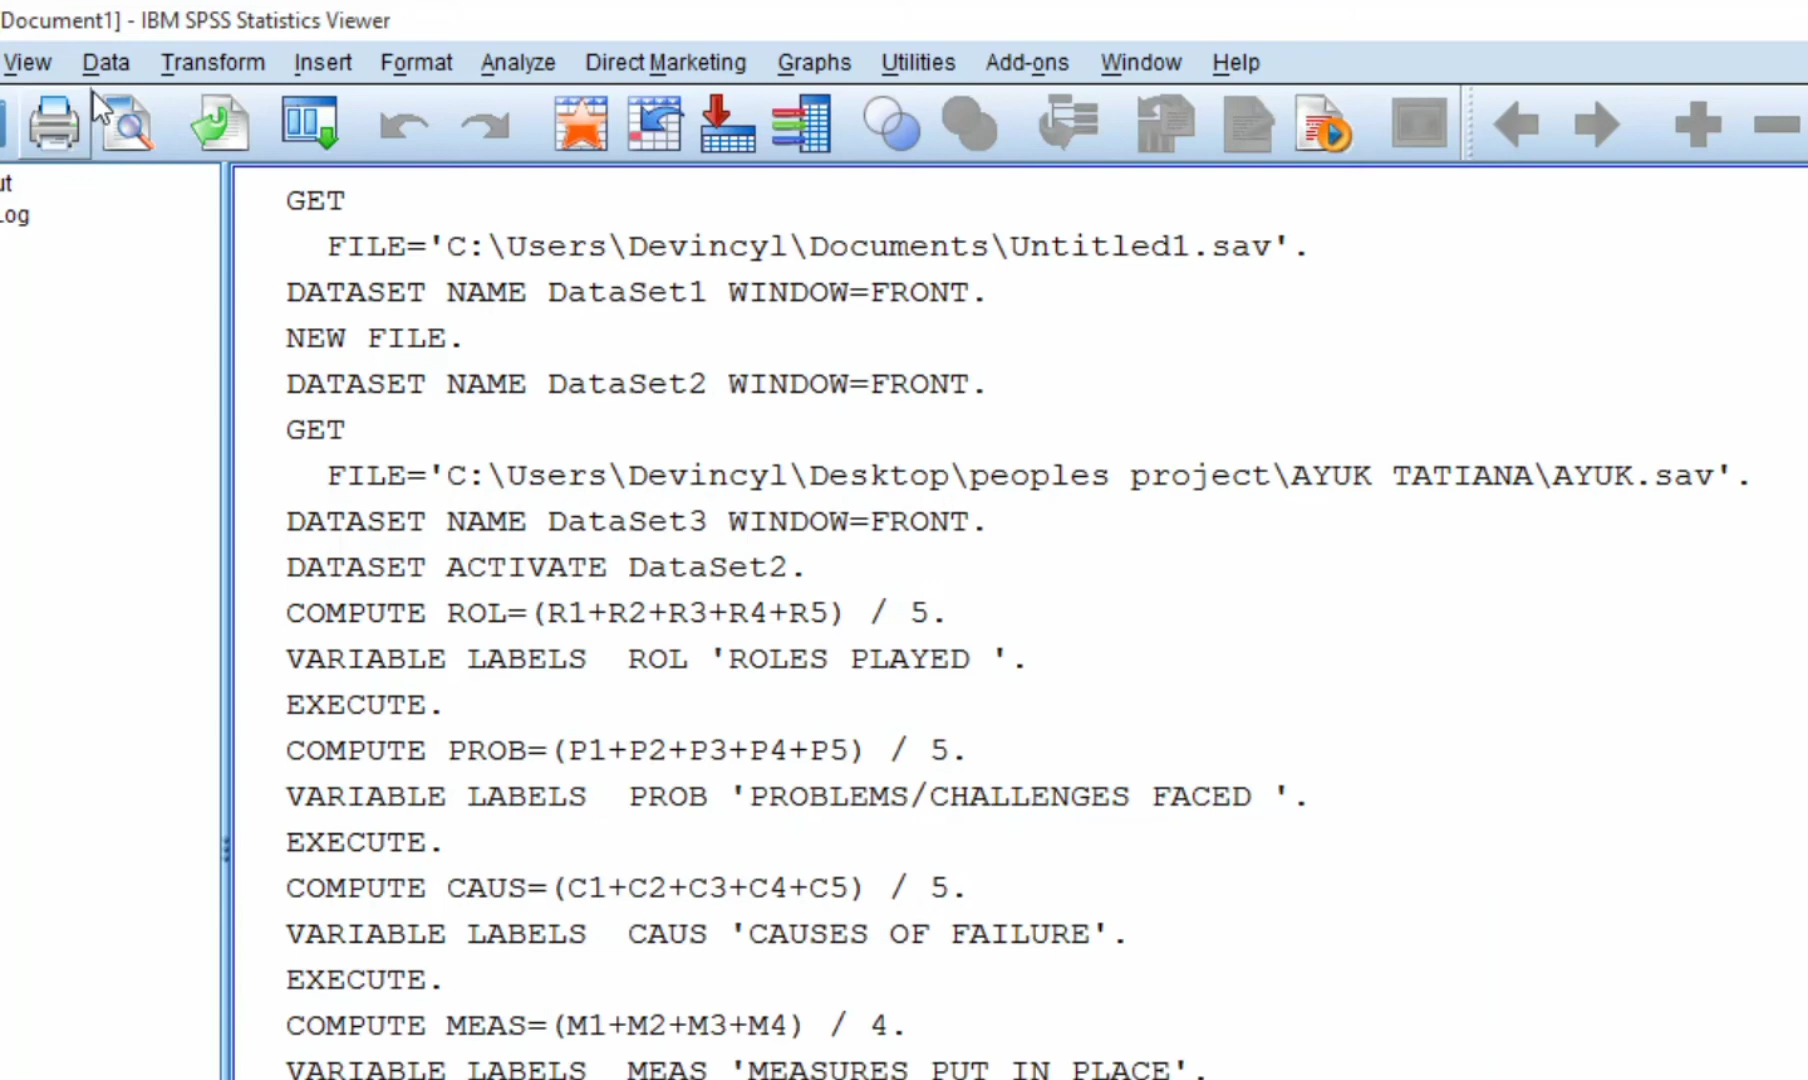 Document1] - IBM SPSS Statistics Viewer
View Data Transform Insert Format Analyze Direct Marketing Graphs Utilities Add-ons Window Help
ut
Log
GET
FILE='C:\Users\Devincyl\Documents\Untitled1.sav'.
DATASET NAME DataSet1 WINDOW=FRONT.
NEW FILE.
DATASET NAME DataSet2 WINDOW=FRONT.
GET
FILE='C:\Users\Devincyl\Desktop\peoples project\AYUK TATIANA\AYUK.sav'.
DATASET NAME DataSet3 WINDOW=FRONT.
DATASET ACTIVATE DataSet2.
COMPUTE ROL=(R1+R2+R3+R4+R5) / 5.
VARIABLE LABELS  ROL 'ROLES PLAYED '.
EXECUTE.
COMPUTE PROB=(P1+P2+P3+P4+P5) / 5.
VARIABLE LABELS  PROB 'PROBLEMS/CHALLENGES FACED '.
EXECUTE.
COMPUTE CAUS=(C1+C2+C3+C4+C5) / 5.
VARIABLE LABELS  CAUS 'CAUSES OF FAILURE'.
EXECUTE.
COMPUTE MEAS=(M1+M2+M3+M4) / 4.
VARIABLE LABELS  MEAS 'MEASURES PUT IN PLACE'.